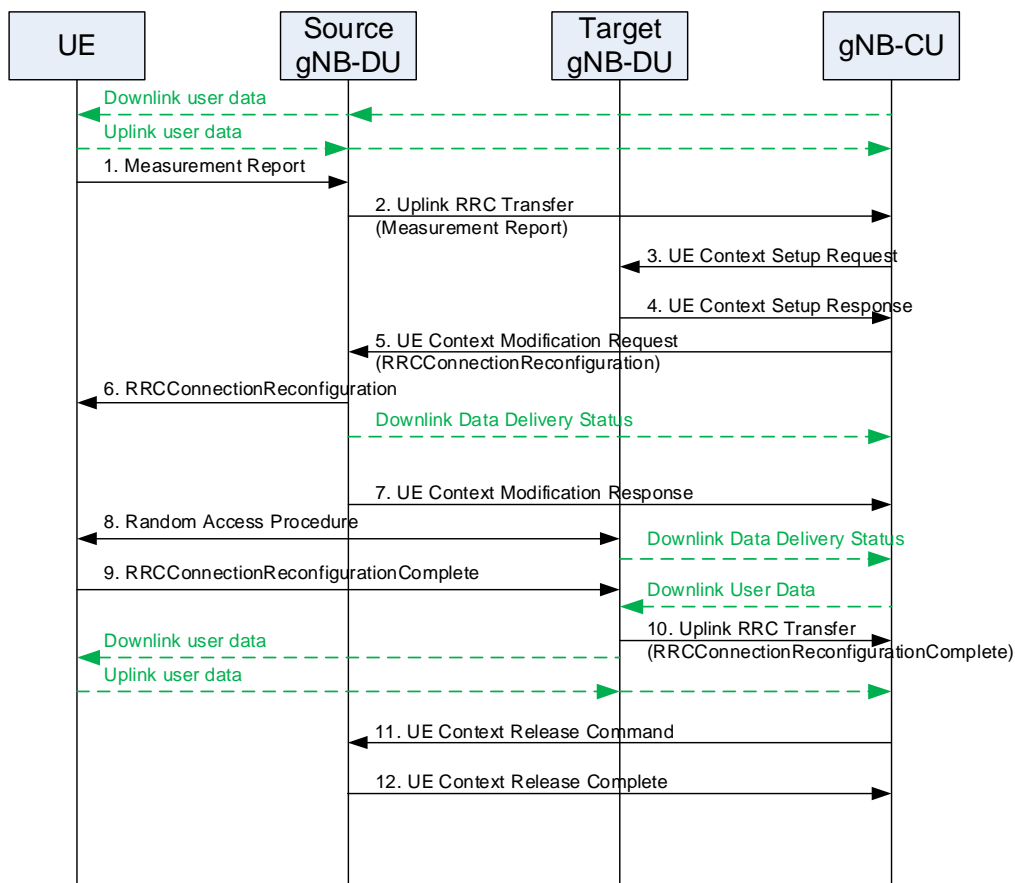 UE
Source
gNB-DU
Target
gNB-DU
gNB-CU
Downlink user data
Uplink user data
1. Measurement Report
2. Uplink RRC Transfer
(Measurement Report)
3. UE Context Setup Request
4. UE Context Setup Response
5. UE Context Modification Request
(RRCConnectionReconfiguration)
6. RRCConnectionReconfiguration
Downlink Data Delivery Status
7. UE Context Modification Response
8. Random Access Procedure
Downlink Data Delivery Status
9. RRCConnectionReconfigurationComplete
Downlink User Data
10. Uplink RRC Transfer
(RRCConnectionReconfigurationComplete)
Downlink user data
Uplink user data
11. UE Context Release Command
12. UE Context Release Complete